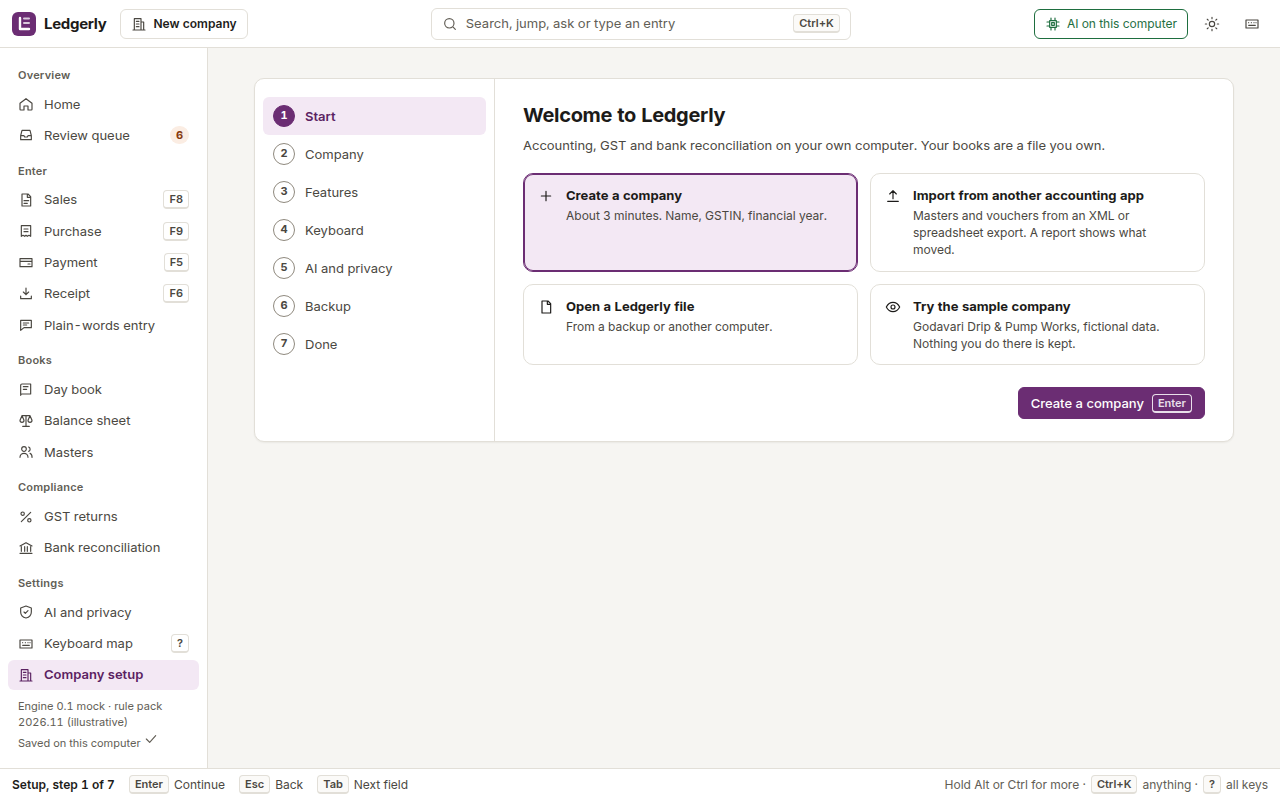 Ledgerly
New company
Search, jump, ask or type an entry
Ctrl+K
AI on this computer
Overview
Home
Review queue
6
Enter
Sales
F8
Purchase
F9
Payment
F5
Receipt
F6
Plain-words entry
Books
Day book
Balance sheet
Masters
Compliance
GST returns
Bank reconciliation
Settings
AI and privacy
Keyboard map
?
Company setup
Engine 0.1 mock · rule pack
2026.11 (illustrative)
Saved on this computer
1 Start
2 Company
3 Features
4 Keyboard
5 AI and privacy
6 Backup
7 Done
Welcome to Ledgerly
Accounting, GST and bank reconciliation on your own computer. Your books are a file you own.
Create a company
About 3 minutes. Name, GSTIN, financial year.
Import from another accounting app
Masters and vouchers from an XML or
spreadsheet export. A report shows what
moved.
Open a Ledgerly file
From a backup or another computer.
Try the sample company
Godavari Drip & Pump Works, fictional data.
Nothing you do there is kept.
Create a company Enter
Setup, step 1 of 7 Enter Continue Esc Back Tab Next field
Hold Alt or Ctrl for more · Ctrl+K anything · ? all keys